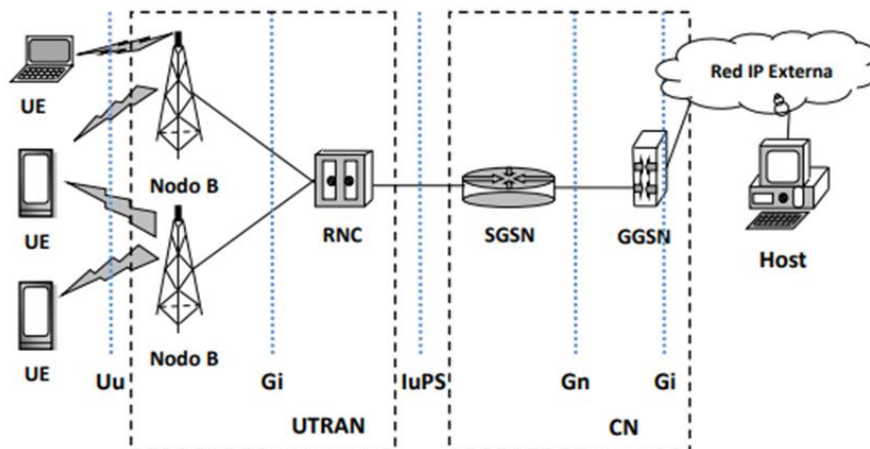 Red IP Externa
UE
Nodo B
UE
RNC
SGSN
GGSN
Host
UE
Nodo B
Uu
Gi
IuPS
Gn
Gi
UTRAN
CN